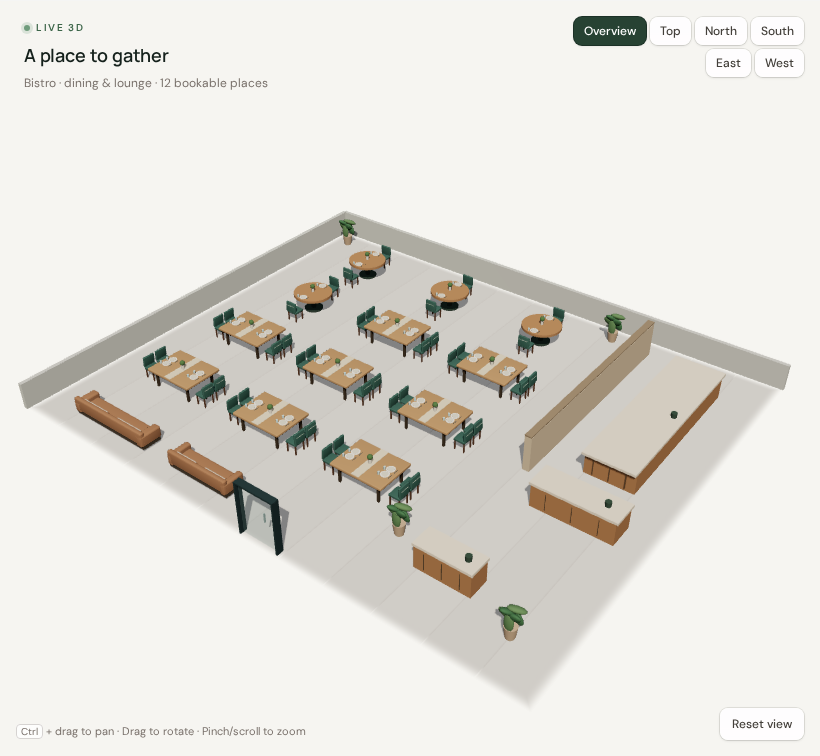 LIVE 3D
A place to gather
Bistro · dining & lounge · 12 bookable places
Overview Top North South
East West
Ctrl + drag to pan · Drag to rotate · Pinch/scroll to zoom
Reset view